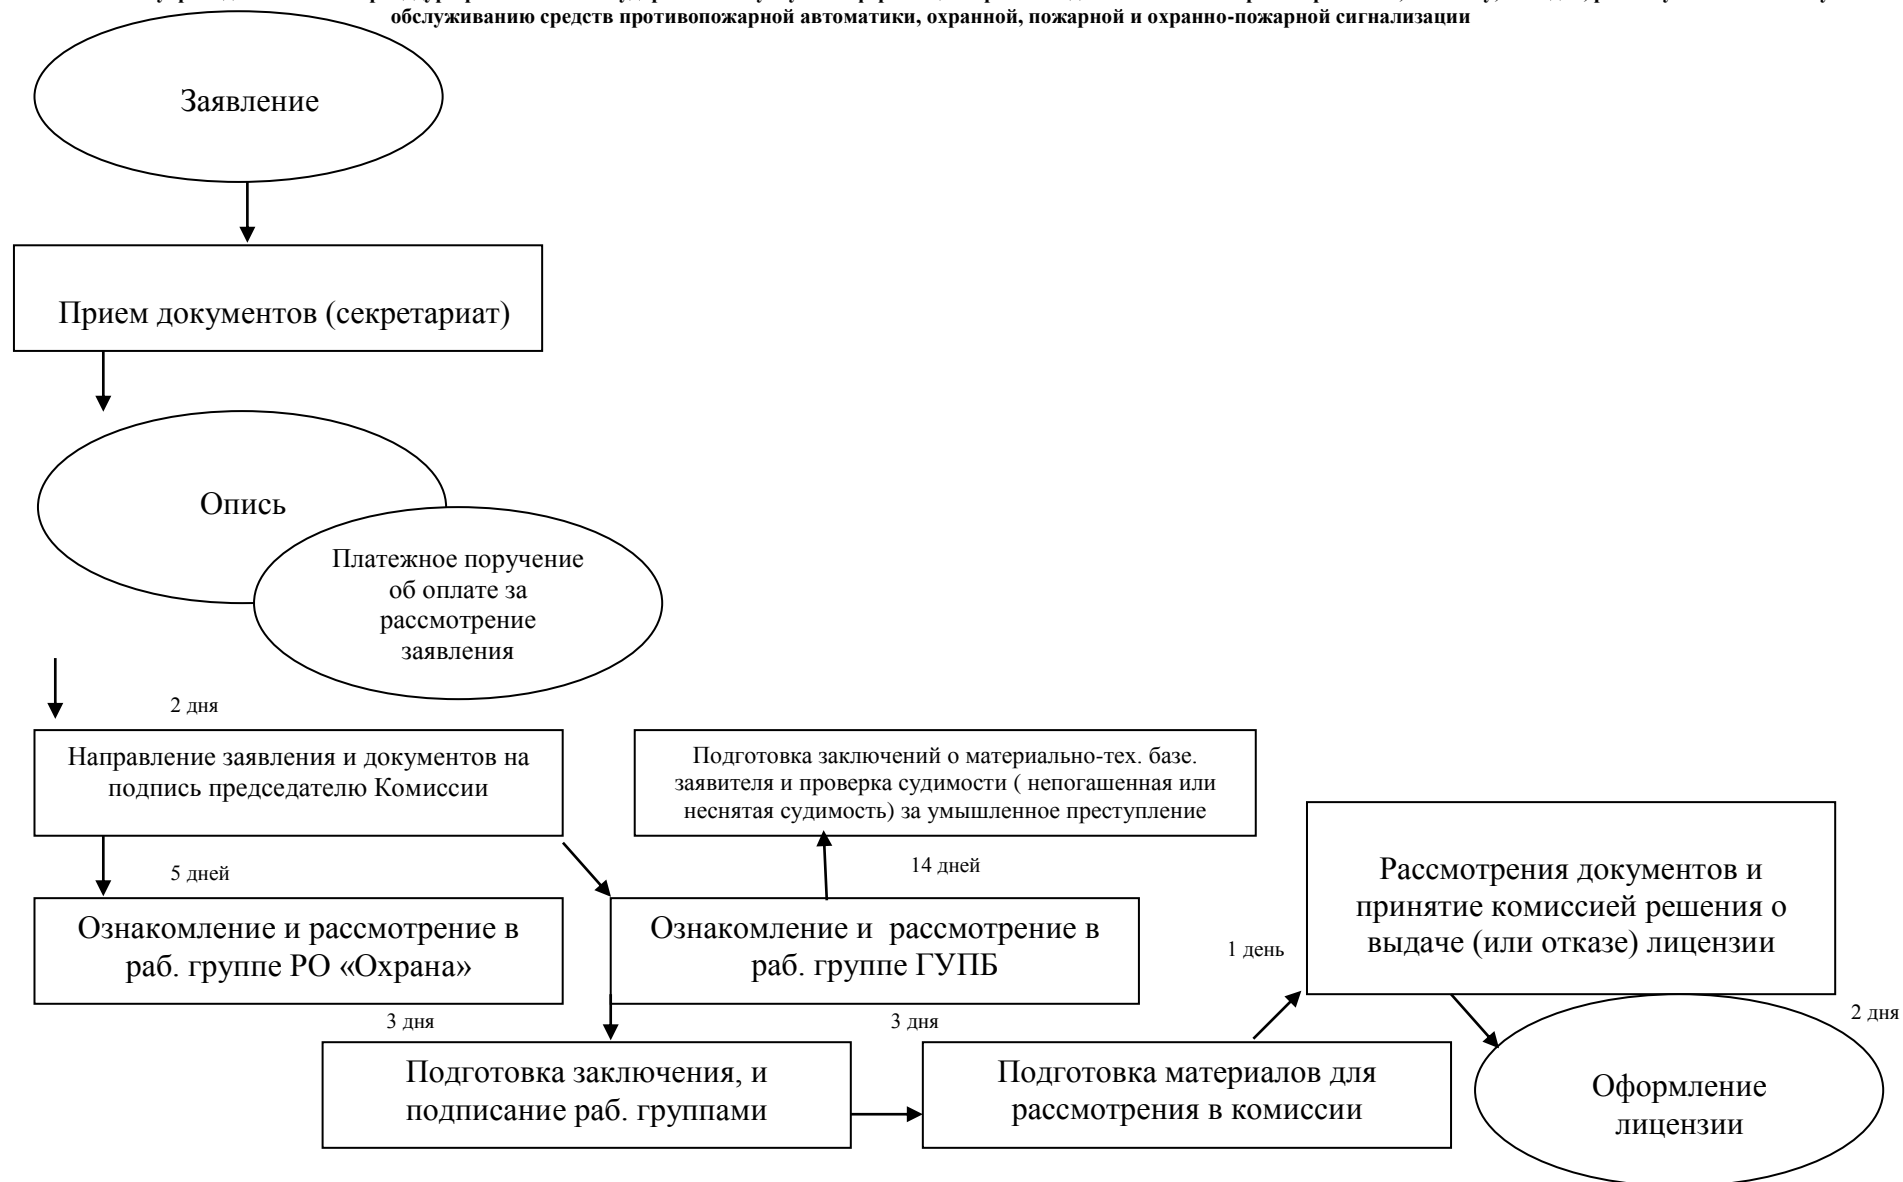 обслуживанию средств противопожарной автоматики, охранной, пожарной и охранно-пожарной сигнализации
Заявление
Прием документов (секретариат)
Опись
Платежное поручение
об оплате за
рассмотрение
заявления
2 дня
Направление заявления и документов на
подпись председателю Комиссии
Подготовка заключений о материально-тех. базе.
заявителя и проверка судимости ( непогашенная или
неснятая судимость) за умышленное преступление
5 дней
14 дней
Ознакомление и рассмотрение в
раб. группе РО «Охрана»
Ознакомление и рассмотрение в
раб. группе ГУПБ
1 день
Рассмотрения документов и
принятие комиссией решения о
выдаче (или отказе) лицензии
3 дня
3 дня
2 дня
Подготовка заключения, и
подписание раб. группами
Подготовка материалов для
рассмотрения в комиссии
Оформление
лицензии